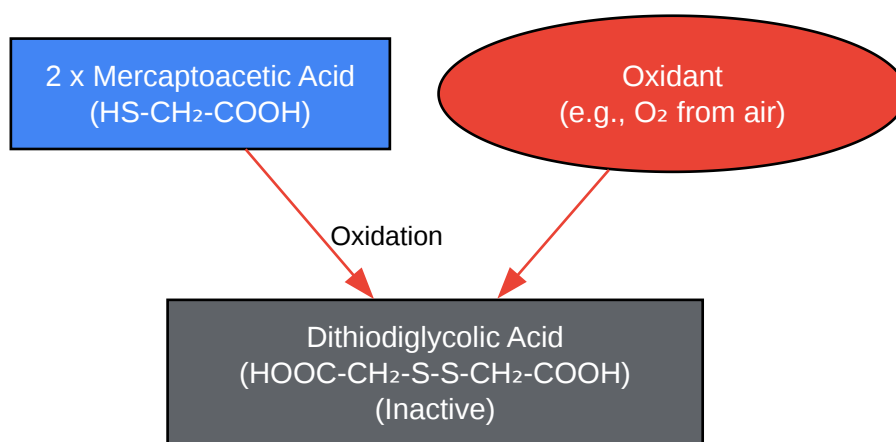 2 x Mercaptoacetic Acid
(HS-CH₂-COOH)
Oxidant
(e.g., O₂ from air)
Oxidation
Dithiodiglycolic Acid
(HOOC-CH₂-S-S-CH₂-COOH)
(Inactive)